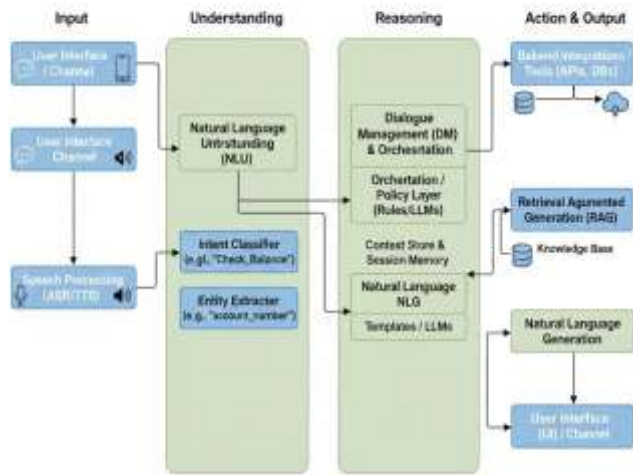 Input
Understanding
Reasoning
Action & Output
User Interface
/ Channel
User Interface
Channel
Speech Processing
(ASR/TTS)
Natural Language
Untrstunding
(NLU)
Intent Classifier
(e.g., "Check_Balance")
Entity Extracter
(e.g., "account_number")
Dialogue
Management (DM)
& Orchesrtation
Orchertation /
Policy Layer
(Rules/LLMs)
Context Store &
Session Memory
Natural Language
NLG
Templates / LLMs
Backend Integrations /
Tools (APIs, DBs)
Retrieval Agumented
Generation (RAG)
Knowledge Base
Natural Language
Generation
User Interface
(UI) / Channel